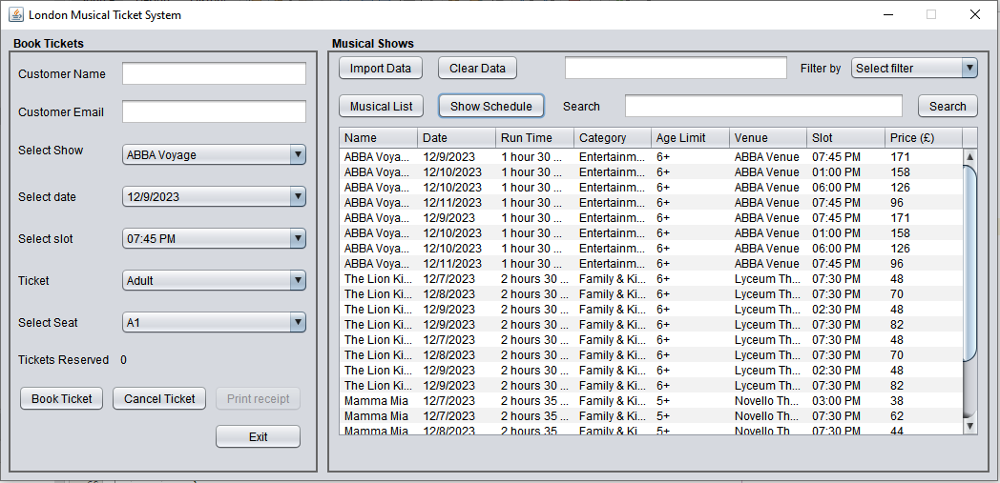 London Musical Ticket System
Book Tickets
Customer Name
Customer Email
Select Show ABBA Voyage
Select date 12/9/2023
Select slot 07:45 PM
Ticket Adult
Select Seat A1
Tickets Reserved 0
Book Ticket Cancel Ticket Print receipt
Exit
Musical Shows
Import Data Clear Data Filter by Select filter
Musical List Show Schedule Search Search
Name Date Run Time Category Age Limit Venue Slot Price (£)
ABBA Voya... 12/9/2023 1 hour 30 ... Entertainm... 6+ ABBA Venue 07:45 PM 171
ABBA Voya... 12/10/2023 1 hour 30 ... Entertainm... 6+ ABBA Venue 01:00 PM 158
ABBA Voya... 12/10/2023 1 hour 30 ... Entertainm... 6+ ABBA Venue 06:00 PM 126
ABBA Voya... 12/11/2023 1 hour 30 ... Entertainm... 6+ ABBA Venue 07:45 PM 96
ABBA Voya... 12/9/2023 1 hour 30 ... Entertainm... 6+ ABBA Venue 07:45 PM 171
ABBA Voya... 12/10/2023 1 hour 30 ... Entertainm... 6+ ABBA Venue 01:00 PM 158
ABBA Voya... 12/10/2023 1 hour 30 ... Entertainm... 6+ ABBA Venue 06:00 PM 126
ABBA Voya... 12/11/2023 1 hour 30 ... Entertainm... 6+ ABBA Venue 07:45 PM 96
The Lion Ki... 12/7/2023 2 hours 30 ... Family & Ki... 6+ Lyceum Th... 07:30 PM 48
The Lion Ki... 12/8/2023 2 hours 30 ... Family & Ki... 6+ Lyceum Th... 07:30 PM 70
The Lion Ki... 12/9/2023 2 hours 30 ... Family & Ki... 6+ Lyceum Th... 02:30 PM 48
The Lion Ki... 12/9/2023 2 hours 30 ... Family & Ki... 6+ Lyceum Th... 07:30 PM 82
The Lion Ki... 12/7/2023 2 hours 30 ... Family & Ki... 6+ Lyceum Th... 07:30 PM 48
The Lion Ki... 12/8/2023 2 hours 30 ... Family & Ki... 6+ Lyceum Th... 07:30 PM 70
The Lion Ki... 12/9/2023 2 hours 30 ... Family & Ki... 6+ Lyceum Th... 02:30 PM 48
The Lion Ki... 12/9/2023 2 hours 30 ... Family & Ki... 6+ Lyceum Th... 07:30 PM 82
Mamma Mia 12/7/2023 2 hours 35 ... Family & Ki... 5+ Novello Th... 03:00 PM 38
Mamma Mia 12/7/2023 2 hours 35 ... Family & Ki... 5+ Novello Th... 07:30 PM 62
Mamma Mia 12/8/2023 2 hours 35 ... Family & Ki... 5+ Novello Th... 07:30 PM 44